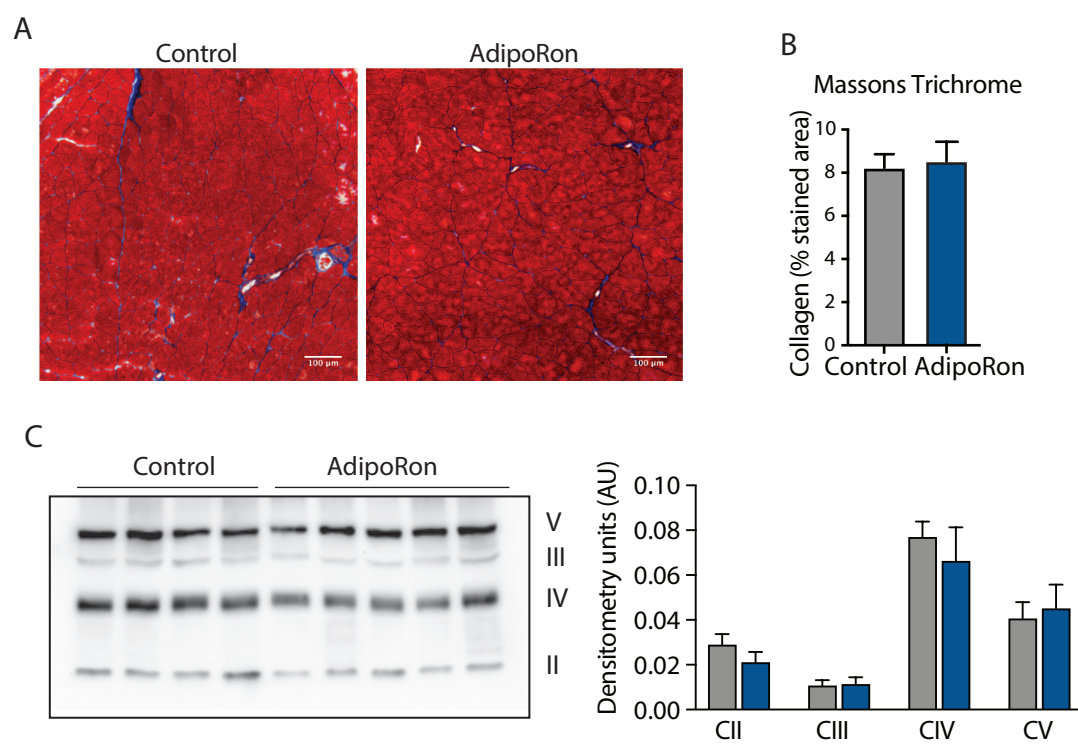 A
Control
AdipoRon
100 µm
100 µm
B
Massons Trichrome
Collagen (% stained area)
10
8
6
4
2
0
Control AdipoRon
C
Control
AdipoRon
V
III
IV
II
Densitometry units (AU)
0.10
0.08
0.06
0.04
0.02
0.00
CII
CIII
CIV
CV